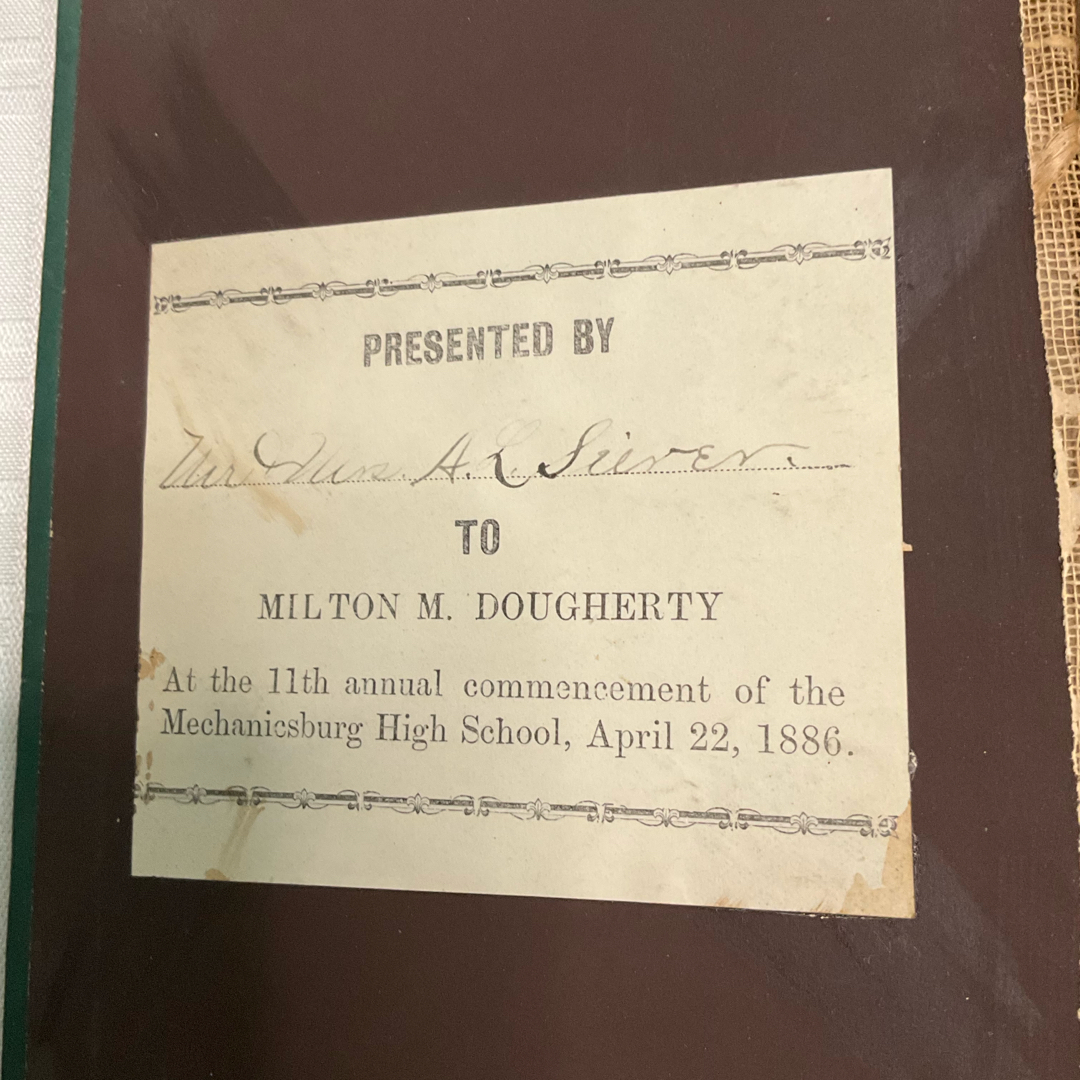 PRESENTED BY
Mr & Mrs. A. L. Siever.
TO
MILTON M. DOUGHERTY
At the 11th annual commencement of the
Mechanicsburg High School, April 22, 1886.